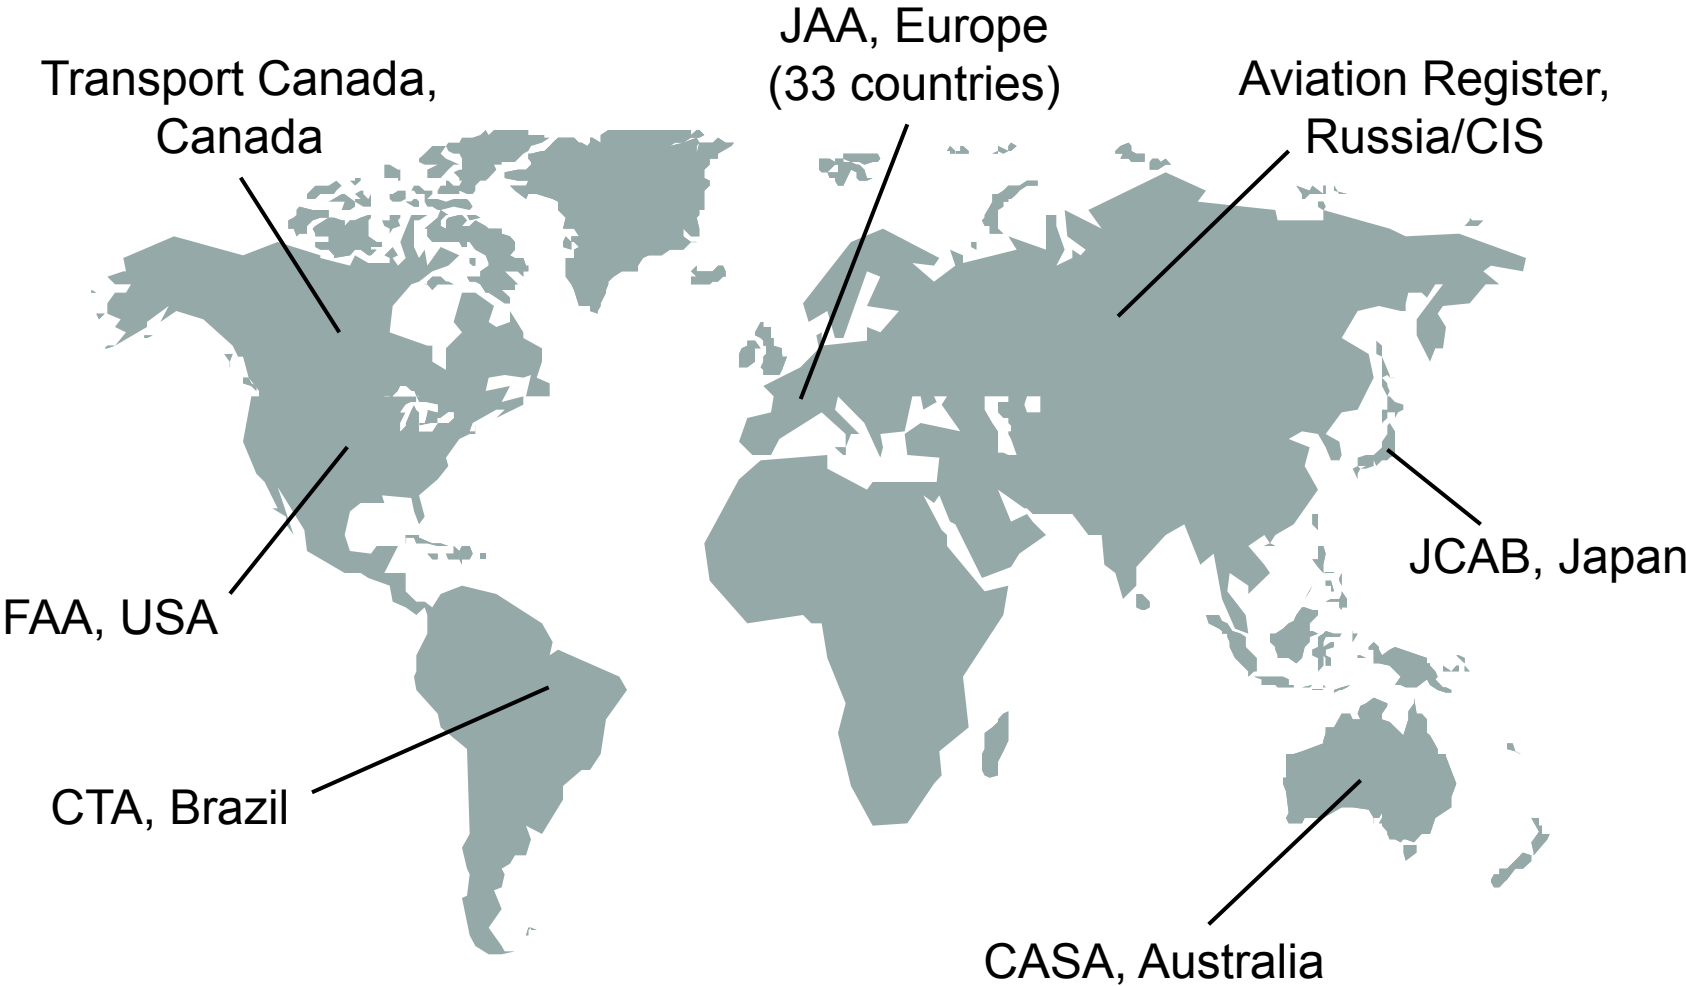 JAA, Europe
(33 countries)
Transport Canada,
Canada
Aviation Register,
Russia/CIS
JCAB, Japan
FAA, USA
CTA, Brazil
CASA, Australia